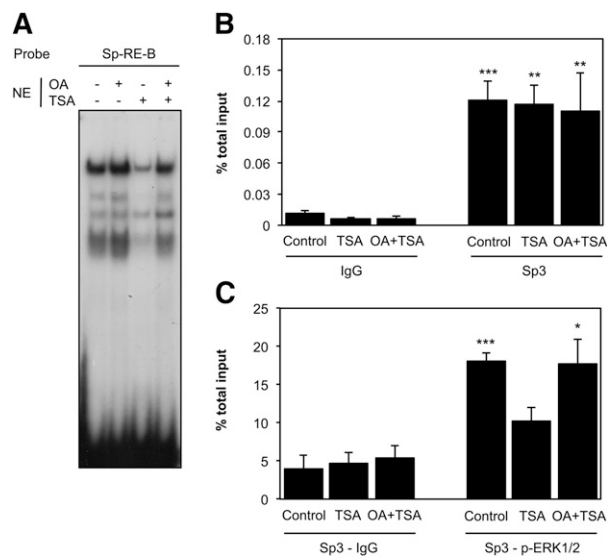 A
Probe Sp-RE-B
NE OA - + - +
TSA - - + +
B
% total input
0.18
0.15
0.12
0.09
0.06
0.03
0
*** ** **
Control TSA OA+TSA Control TSA OA+TSA
IgG Sp3
C
% total input
25
20
15
10
5
0
*** *
Control TSA OA+TSA Control TSA OA+TSA
Sp3 - IgG Sp3 - p-ERK1/2